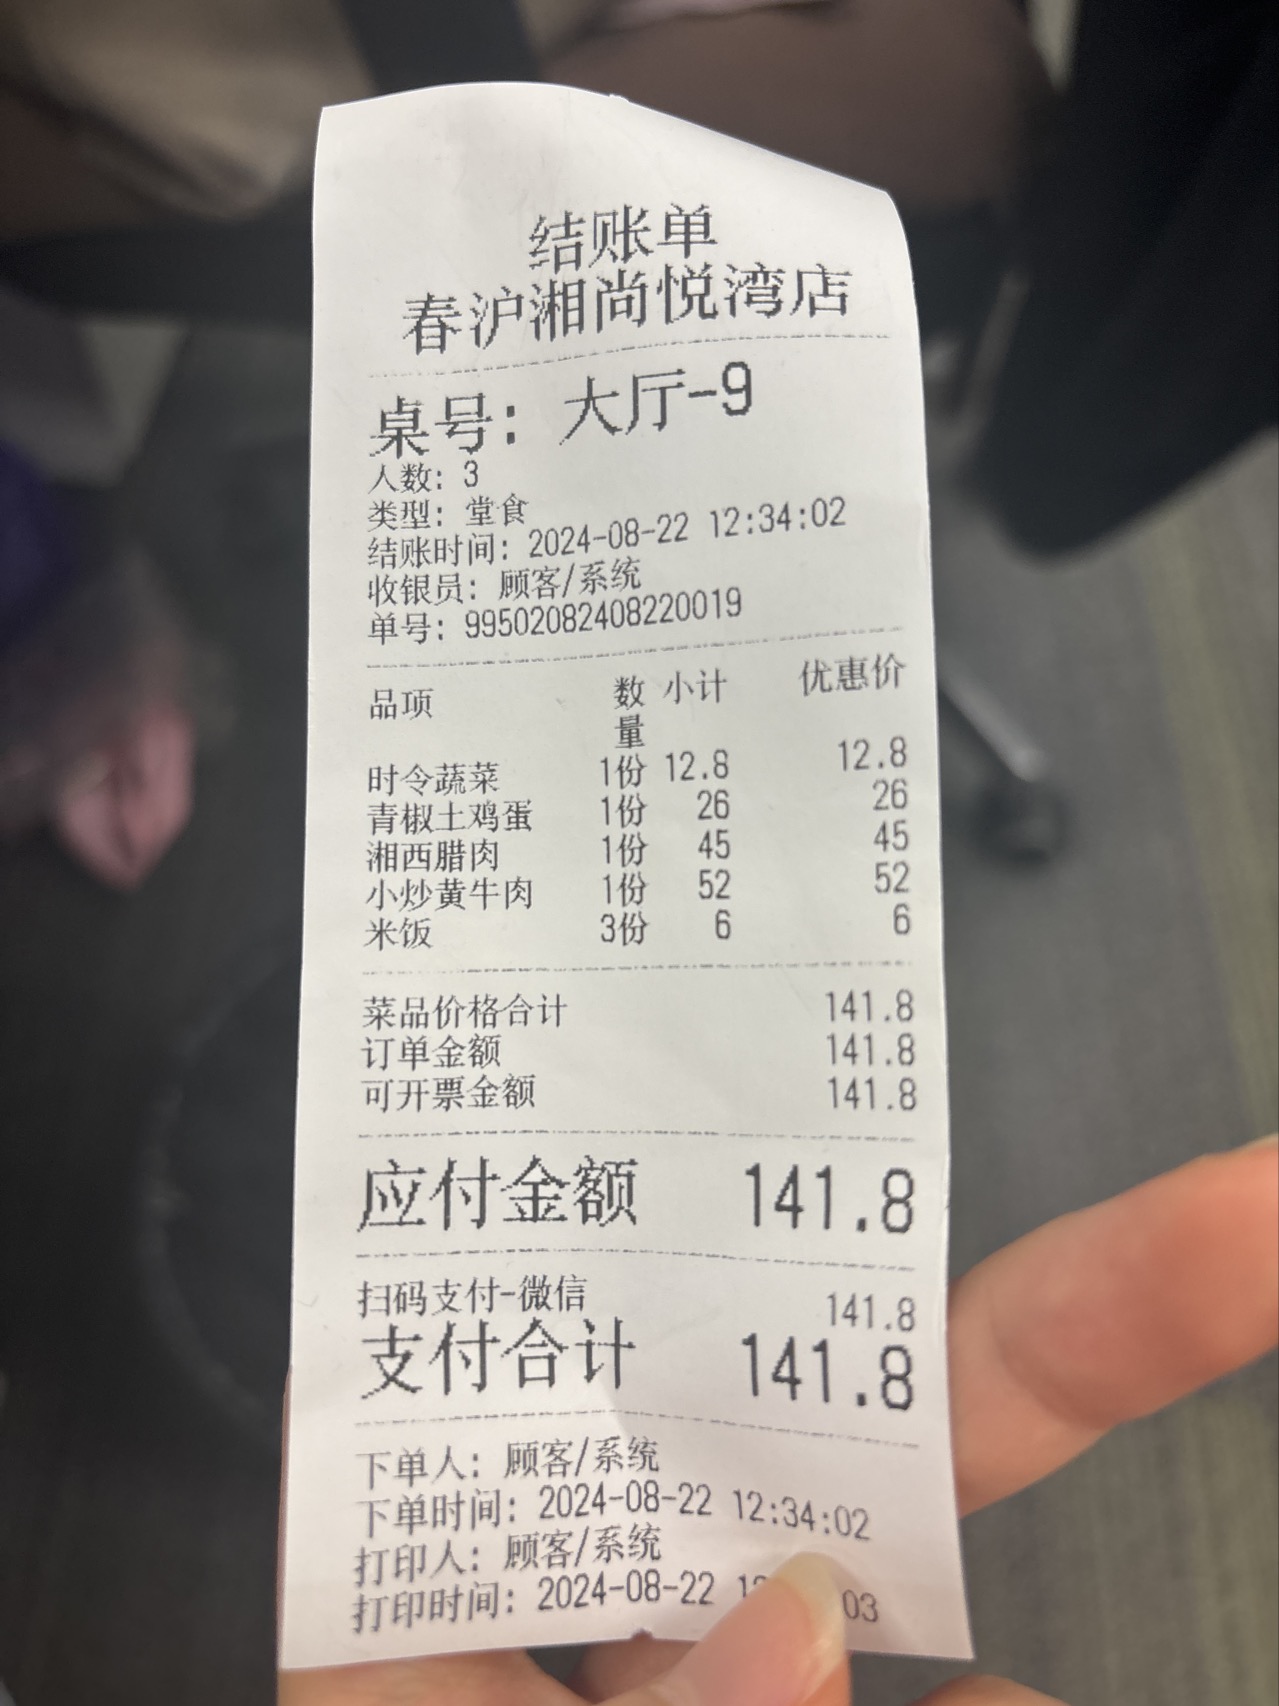 结账单
春沪湘尚悦湾店
桌号: 大厅-9
人数: 3
类型: 堂食
结账时间: 2024-08-22 12:34:02
收银员: 顾客/系统
单号: 99502082408220019
品项 数量 小计 优惠价
时令蔬菜 1份 12.8 12.8
青椒土鸡蛋 1份 26 26
湘西腊肉 1份 45 45
小炒黄牛肉 1份 52 52
米饭 3份 6 6
菜品价格合计 141.8
订单金额 141.8
可开票金额 141.8
应付金额 141.8
扫码支付-微信 141.8
支付合计 141.8
下单人: 顾客/系统
下单时间: 2024-08-22 12:34:02
打印人: 顾客/系统
打印时间: 2024-08-22 03